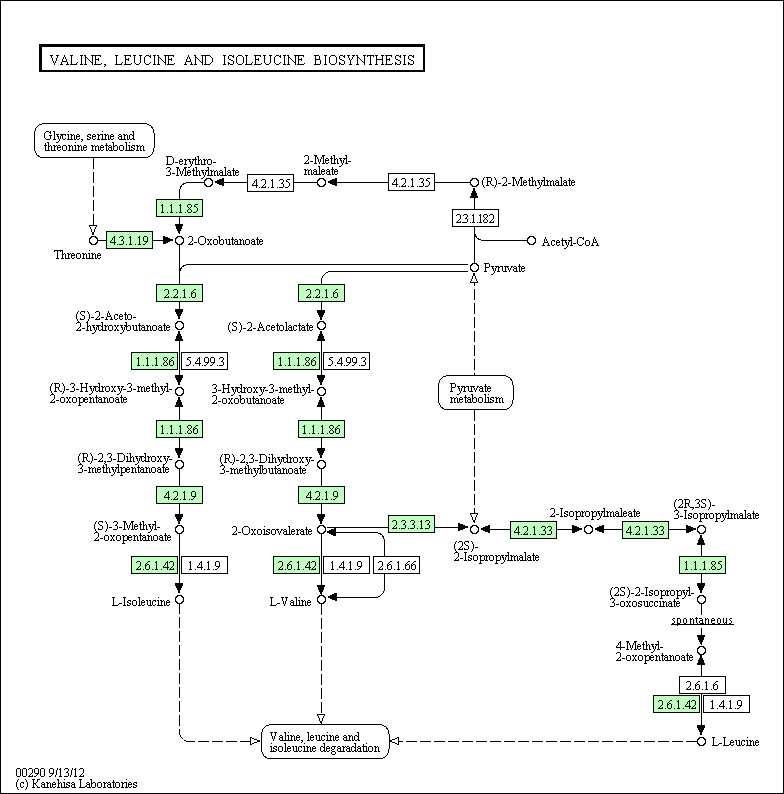 VALINE, LEUCINE AND ISOLEUCINE BIOSYNTHESIS
Glycine, serine and
threonine metabolism
D-erythro-
3-Methylmalate
4.2.1.35
2-Methyl-
maleate
4.2.1.35
(R)-2-Methylmalate
1.1.1.85
2.3.1.182
Threonine
4.3.1.19
2-Oxobutanoate
Acetyl-CoA
Pyruvate
2.2.1.6
2.2.1.6
(S)-2-Aceto-
2-hydroxybutanoate
(S)-2-Acetolactate
1.1.1.86
5.4.99.3
1.1.1.86
5.4.99.3
(R)-3-Hydroxy-3-methyl-
2-oxopentanoate
3-Hydroxy-3-methyl-
2-oxobutanoate
Pyruvate
metabolism
1.1.1.86
1.1.1.86
(R)-2,3-Dihydroxy-
3-methylpentanoate
(R)-2,3-Dihydroxy-
3-methylbutanoate
4.2.1.9
4.2.1.9
(S)-3-Methyl-
2-oxopentanoate
2-Oxoisovalerate
2.3.3.13
(2S)-
2-Isopropylmalate
4.2.1.33
2-Isopropylmaleate
4.2.1.33
(2R,3S)-
3-Isopropylmalate
2.6.1.42
1.4.1.9
2.6.1.42
1.4.1.9
2.6.1.66
1.1.1.85
L-Isoleucine
L-Valine
(2S)-2-Isopropyl-
3-oxosuccinate
spontaneous
4-Methyl-
2-oxopentanoate
2.6.1.6
2.6.1.42
1.4.1.9
Valine, leucine and
isoleucine degaradation
L-Leucine
00290 9/13/12
(c) Kanehisa Laboratories